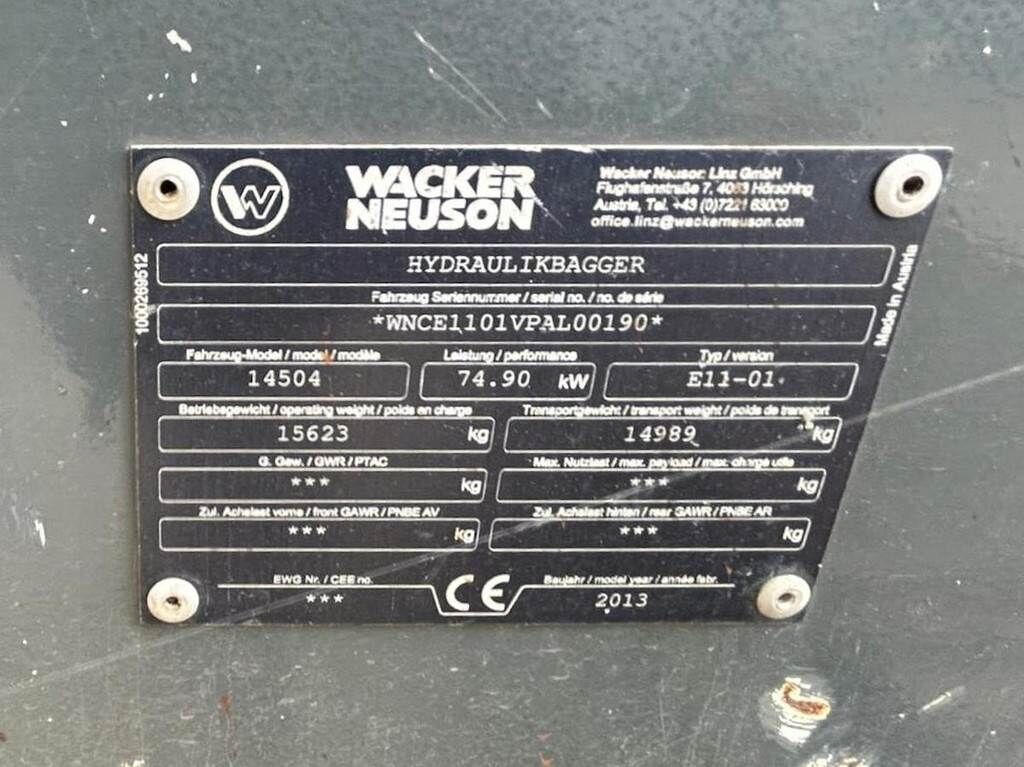 W
WACKER
NEUSON
Wacker Neuson Linz GmbH
Flughafenstraße 7, 4063 Hörsching
Austria, Tel. +43 (0)7221 63000
office.linz@wackerneuson.com
1000269512
HYDRAULIKBAGGER
Made in Austria
Fahrzeug Seriennummer / serial no. / no. de série
*WNCE1101VPAL00190*
Fahrzeug-Model / model / modèle
14504
Leistung / performance
74.90 kW
Typ / version
E11-01
Betriebsgewicht / operating weight / poids en charge
15623 kg
Transportgewicht / transport weight / poids de transport
14989 kg
G. Gew. / GWR / PTAC
*** kg
Max. Nutzlast / max. payload / max. charge utile
*** kg
Zul. Achslast vorne / front GAWR / PNBE AV
*** kg
Zul. Achslast hinten / rear GAWR / PNBE AR
*** kg
EWG Nr. / CEE no.
***
CE
Baujahr / model year / année fabr.
2013